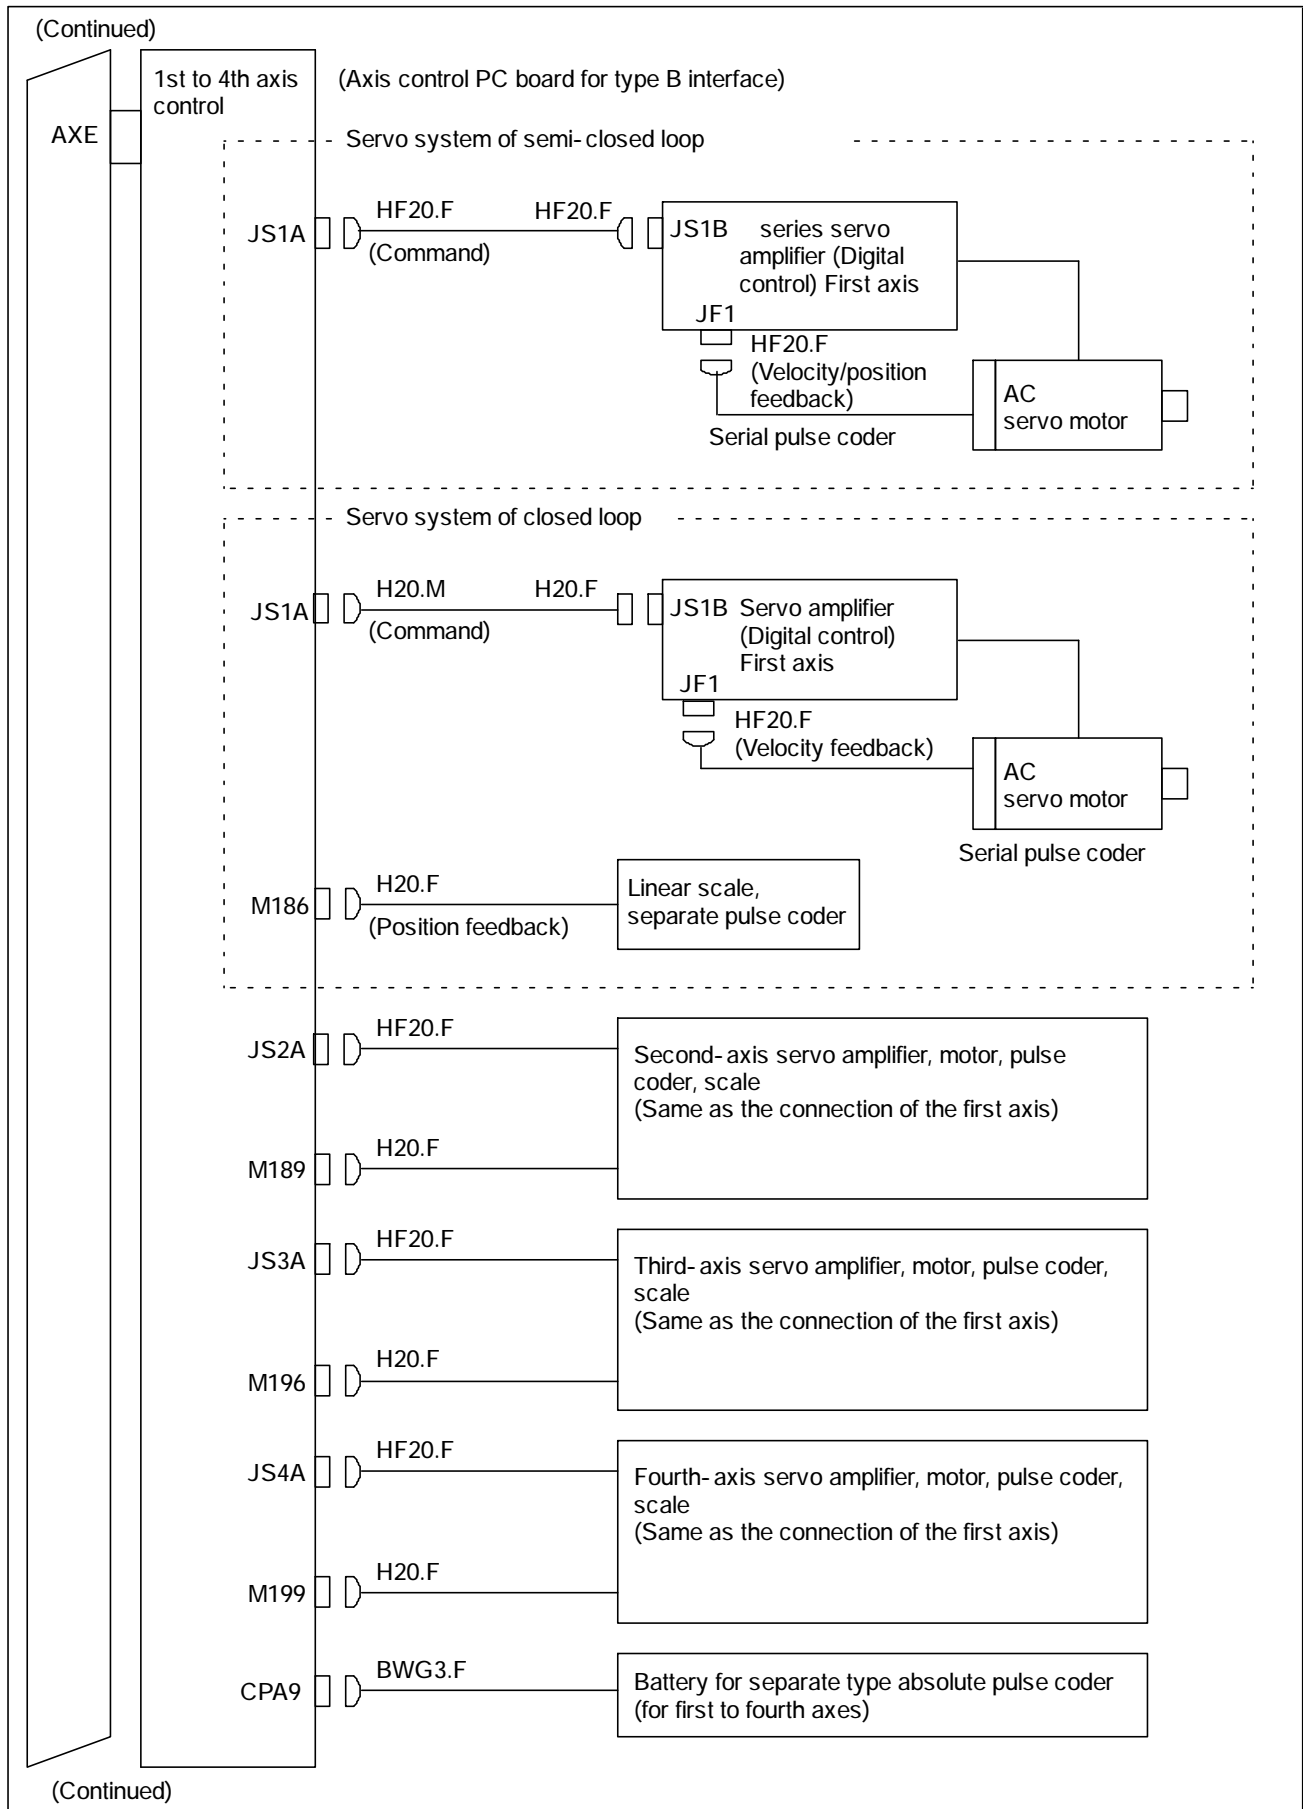 (Continued)
1st to 4th axis
control
(Axis control PC board for type B interface)
AXE
Servo system of semi-closed loop
JS1A
HF20.F
HF20.F
(Command)
JS1B
series servo
amplifier (Digital
control) First axis
JF1
HF20.F
(Velocity/position
feedback)
Serial pulse coder
AC
servo motor
Servo system of closed loop
JS1A
H20.M
H20.F
(Command)
JS1B
Servo amplifier
(Digital control)
First axis
JF1
HF20.F
(Velocity feedback)
AC
servo motor
Serial pulse coder
M186
H20.F
(Position feedback)
Linear scale,
separate pulse coder
JS2A
HF20.F
Second-axis servo amplifier, motor, pulse
coder, scale
(Same as the connection of the first axis)
M189
H20.F
JS3A
HF20.F
Third-axis servo amplifier, motor, pulse coder,
scale
(Same as the connection of the first axis)
M196
H20.F
JS4A
HF20.F
Fourth-axis servo amplifier, motor, pulse coder,
scale
(Same as the connection of the first axis)
M199
H20.F
CPA9
BWG3.F
Battery for separate type absolute pulse coder
(for first to fourth axes)
(Continued)